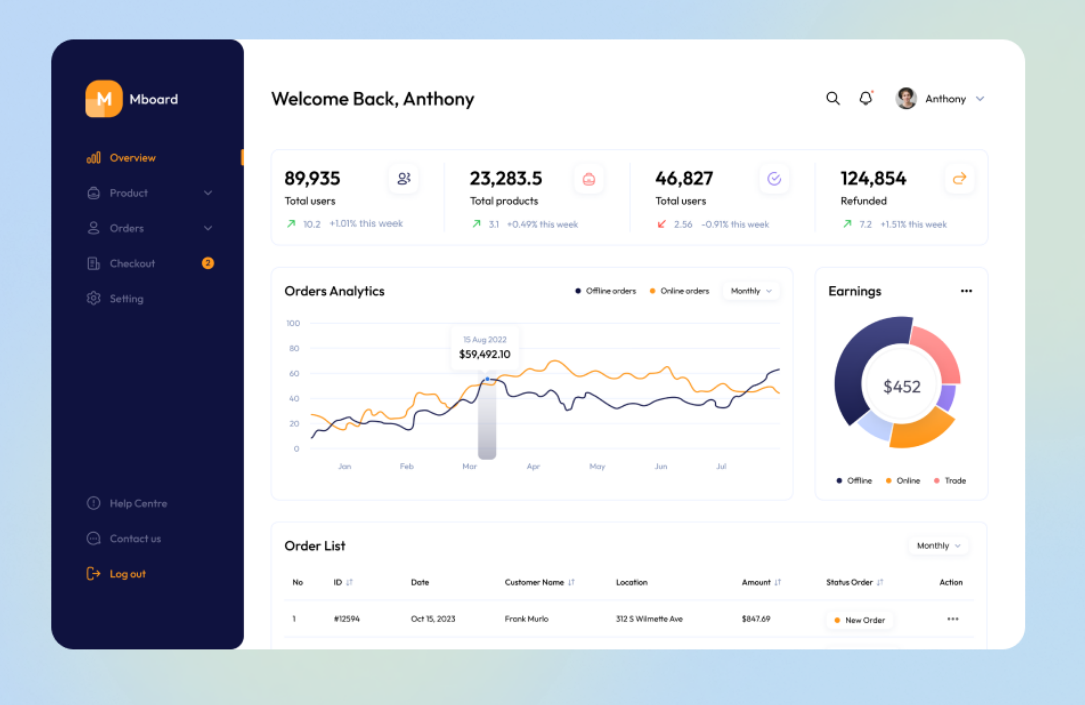 M Mboard
Overview
Product
Orders
Checkout 2
Setting
Help Centre
Contact us
Log out
Welcome Back, Anthony
Anthony
89,935
Total users
10.2 +1.01% this week
23,283.5
Total products
3.1 +0.49% this week
46,827
Total users
2.56 -0.91% this week
124,854
Refunded
7.2 +1.51% this week
Orders Analytics
Offline orders Online orders Monthly
100
80
60
40
20
0
15 Aug 2022
$59,492.10
Jan Feb Mar Apr May Jun Jul
Earnings
$452
Offline Online Trade
Order List
Monthly
No ID Date Customer Name Location Amount Status Order Action
1 #12594 Oct 15, 2023 Frank Murlo 312 S Wilmette Ave $847.69 New Order